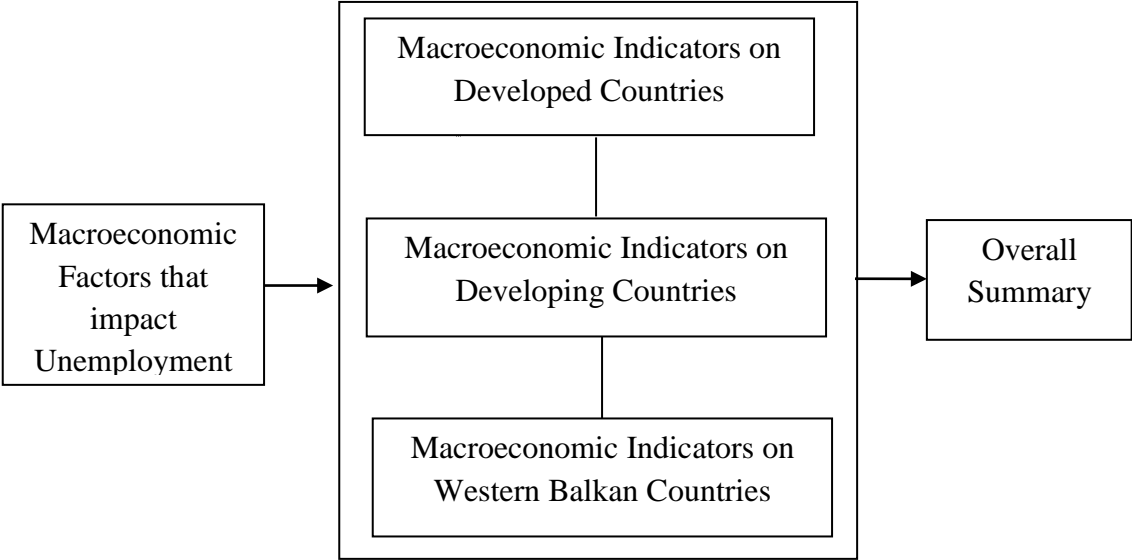 Macroeconomic
Factors that
impact
Unemployment
Macroeconomic Indicators on
Developed Countries
Macroeconomic Indicators on
Developing Countries
Macroeconomic Indicators on
Western Balkan Countries
Overall
Summary